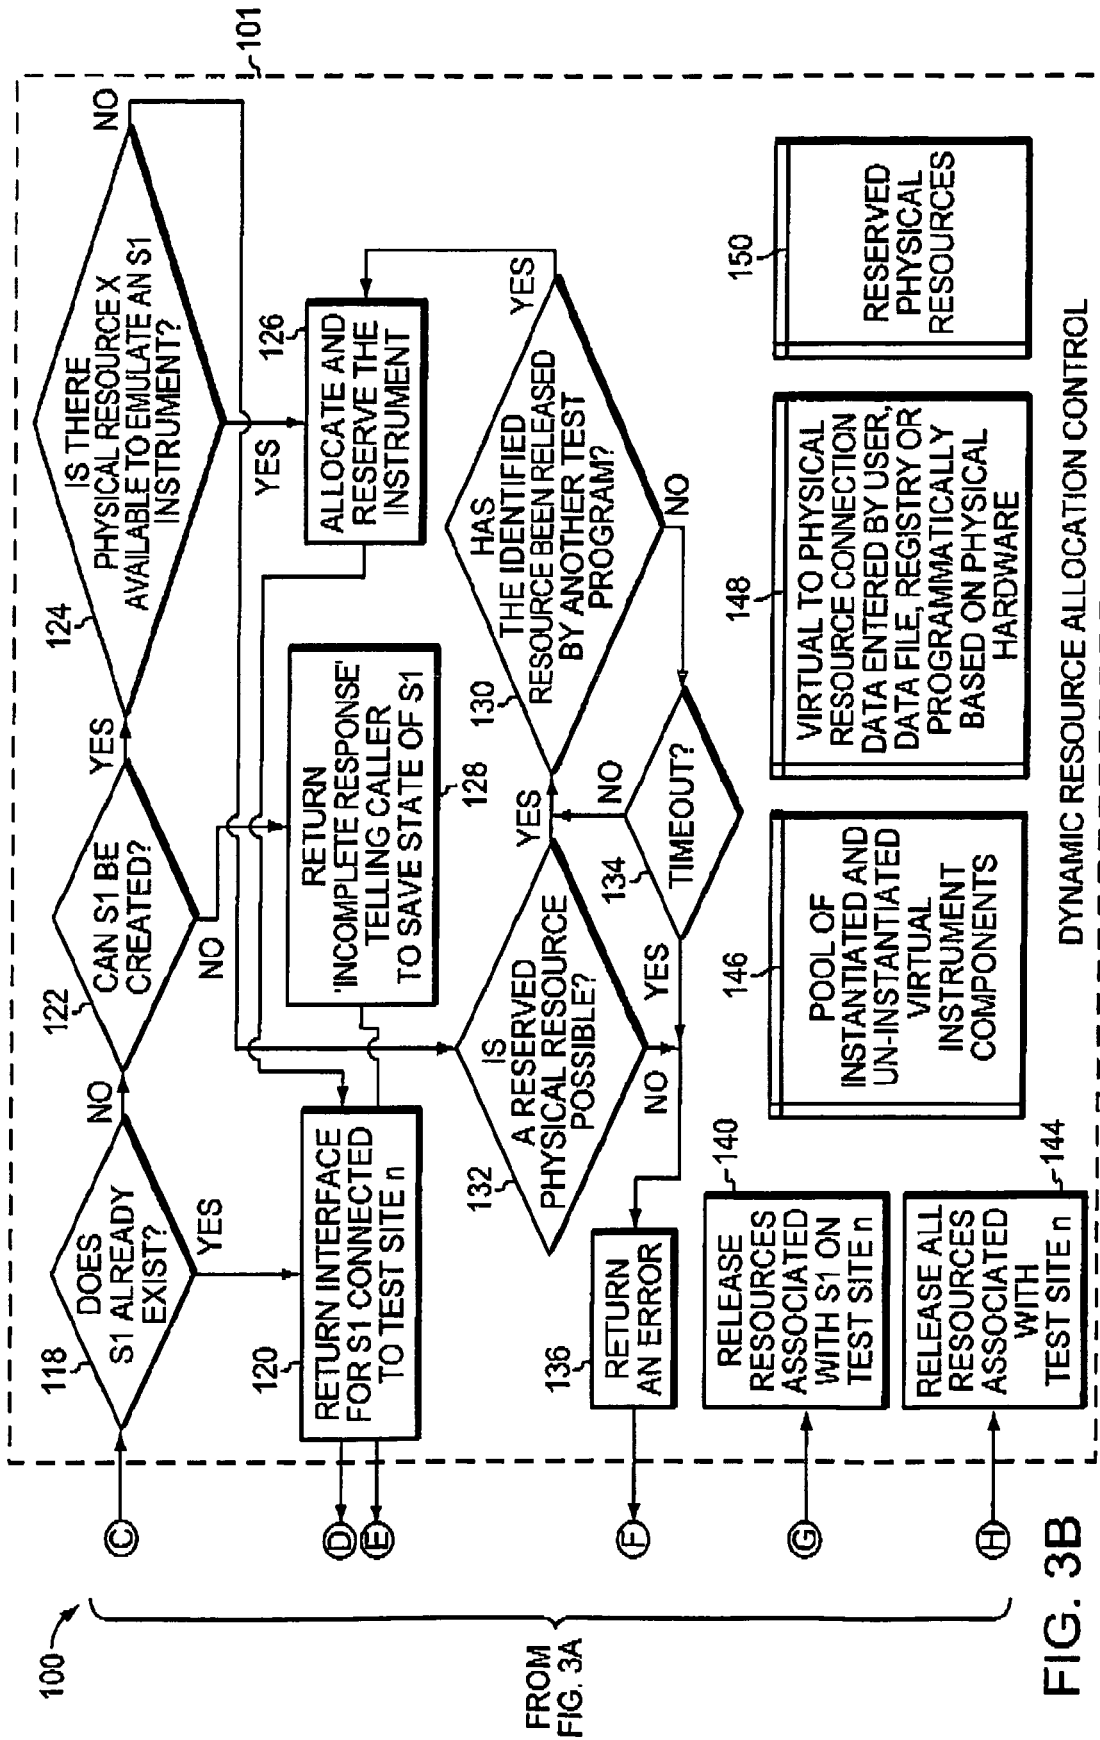 100
FROM
FIG. 3A
C
D
E
F
G
H
101
118
DOES
S1 ALREADY
EXIST?
NO
YES
122
CAN S1 BE
CREATED?
YES
NO
124
IS THERE
PHYSICAL RESOURCE X
AVAILABLE TO EMULATE AN S1
INSTRUMENT?
NO
YES
120
RETURN INTERFACE
FOR S1 CONNECTED
TO TEST SITE n
RETURN
'INCOMPLETE RESPONSE'
TELLING CALLER
TO SAVE STATE OF S1
128
126
ALLOCATE AND
RESERVE THE
INSTRUMENT
132
IS
A RESERVED
PHYSICAL RESOURCE
POSSIBLE?
YES
NO
130
HAS
THE IDENTIFIED
RESOURCE BEEN RELEASED
BY ANOTHER TEST
PROGRAM?
YES
NO
134
TIMEOUT?
NO
YES
136
RETURN
AN ERROR
140
RELEASE
RESOURCES
ASSOCIATED
WITH S1 ON
TEST SITE n
144
RELEASE ALL
RESOURCES
ASSOCIATED
WITH
TEST SITE n
146
POOL OF
INSTANTIATED AND
UN-INSTANTIATED
VIRTUAL
INSTRUMENT
COMPONENTS
148
VIRTUAL TO PHYSICAL
RESOURCE CONNECTION
DATA ENTERED BY USER,
DATA FILE, REGISTRY OR
PROGRAMMATICALLY
BASED ON PHYSICAL
HARDWARE
150
RESERVED
PHYSICAL
RESOURCES
DYNAMIC RESOURCE ALLOCATION CONTROL
FIG. 3B